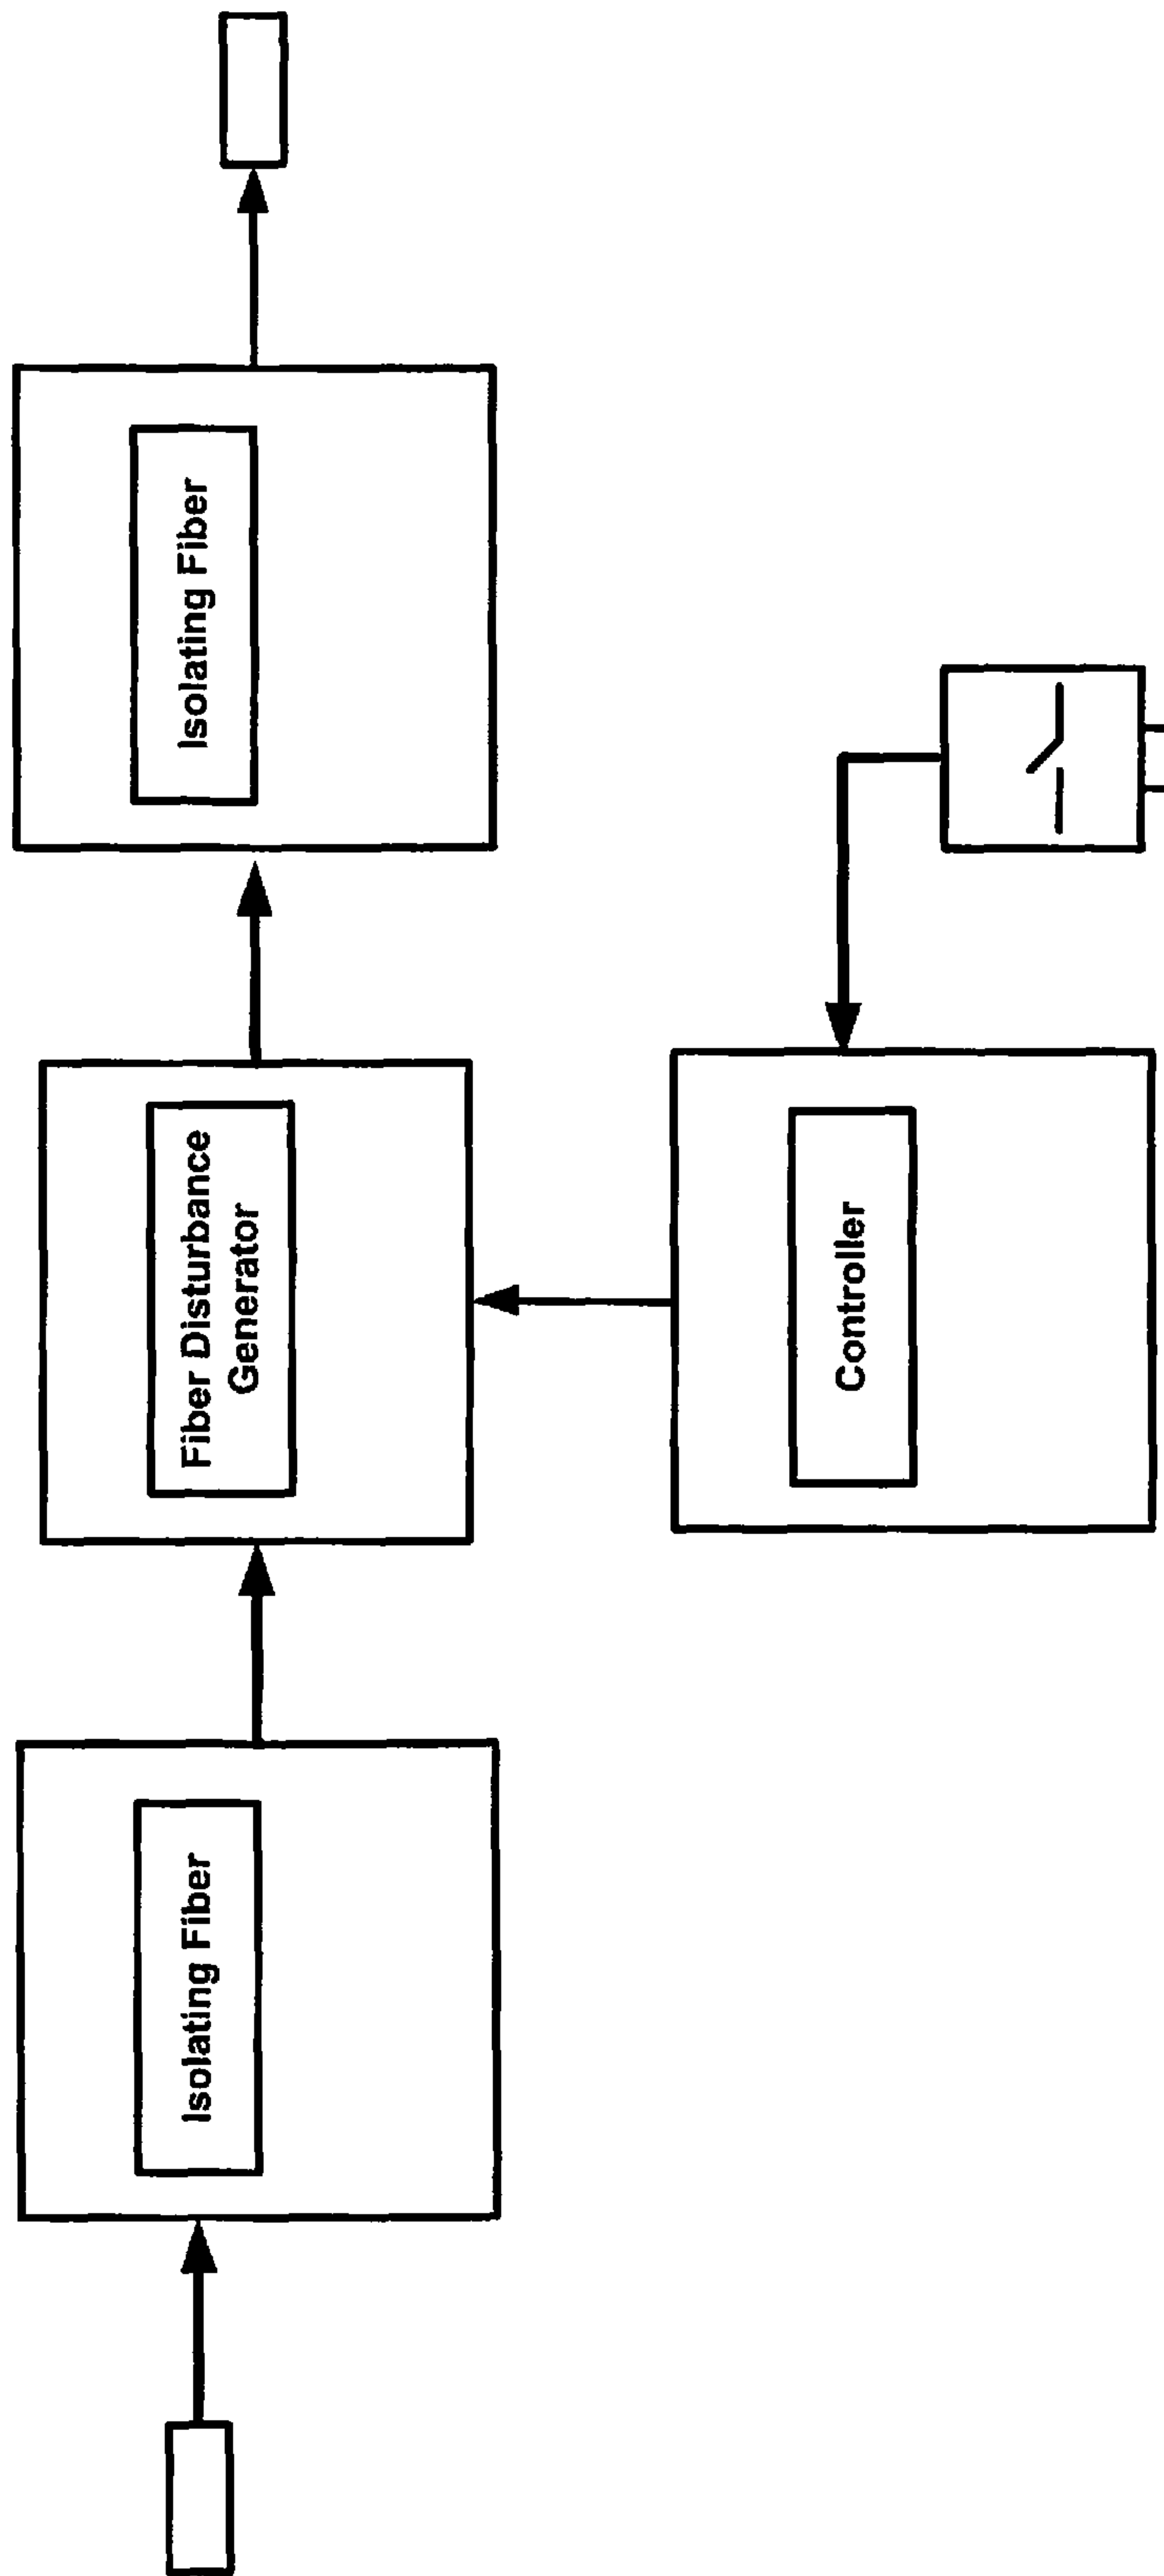 Isolating Fiber
Fiber Disturbance
Generator
Isolating Fiber
Controller